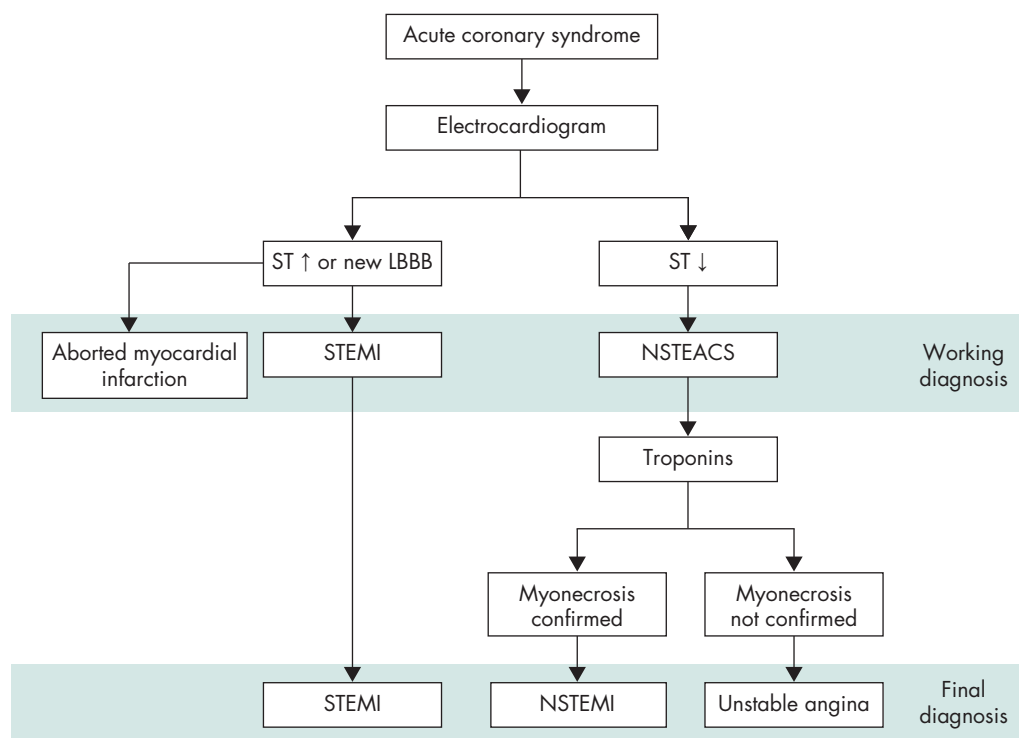 Acute coronary syndrome
Electrocardiogram
ST ↑ or new LBBB
ST ↓
Aborted myocardial
infarction
STEMI
NSTEACS
Working
diagnosis
Troponins
Myonecrosis
confirmed
Myonecrosis
not confirmed
STEMI
NSTEMI
Unstable angina
Final
diagnosis